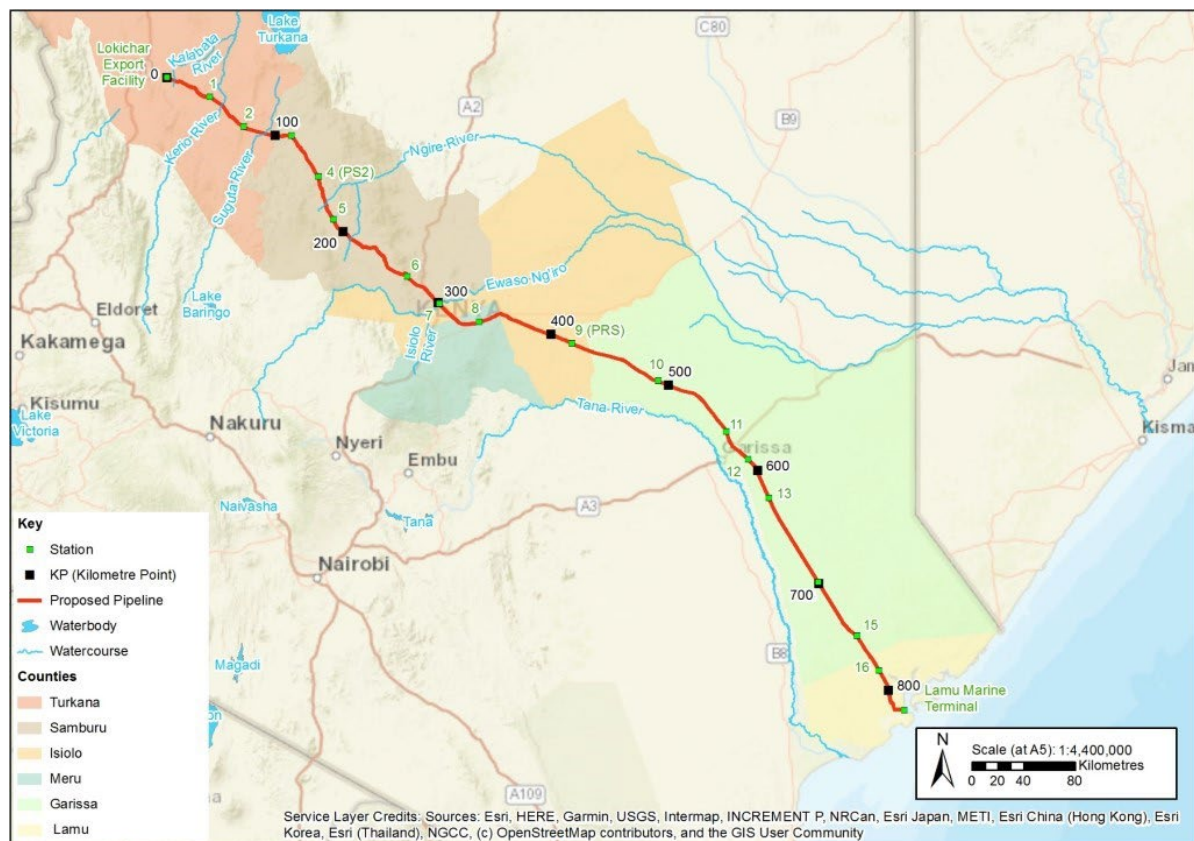 Lake
Turkana
C80
Lokichar
Export
Facility
Kalabata
River
0
1
A2
B9
2
100
Kerio River
Suguta River
Ngire River
4 (PS2)
5
200
6
Ewaso Ng'iro
300
KENYA
Lake
Baringo
7
8
Eldoret
Isiolo
River
400
9 (PRS)
Kakamega
10
500
Jam
Kisumu
Tana River
Lake
Victoria
Nakuru
11
Kisma
Nyeri
Garissa
Embu
12
600
13
Naivasha
Tana
A3
Key
Station
KP (Kilometre Point)
Nairobi
Proposed Pipeline
700
Waterbody
Watercourse
15
Magadi
B8
16
Counties
800
Lamu Marine
Terminal
Turkana
Samburu
Isiolo
Meru
Garissa
Lamu
N
Scale (at A5): 1:4,400,000
Kilometres
0 20 40 80
on
na
A109
Service Layer Credits: Sources: Esri, HERE, Garmin, USGS, Intermap, INCREMENT P, NRCan, Esri Japan, METI, Esri China (Hong Kong), Esri
Korea, Esri (Thailand), NGCC, (c) OpenStreetMap contributors, and the GIS User Community